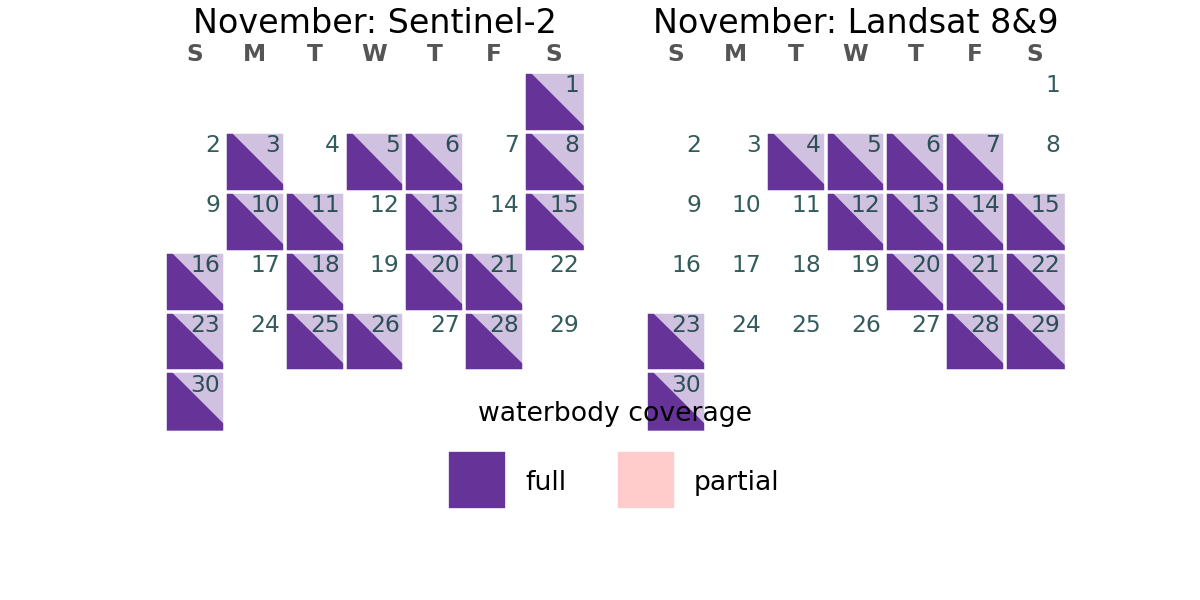 November: Sentinel-2
S M T W T F S
1
2 3 4 5 6 7 8
9 10 11 12 13 14 15
16 17 18 19 20 21 22
23 24 25 26 27 28 29
30
November: Landsat 8&9
S M T W T F S
1
2 3 4 5 6 7 8
9 10 11 12 13 14 15
16 17 18 19 20 21 22
23 24 25 26 27 28 29
30
waterbody coverage
full partial